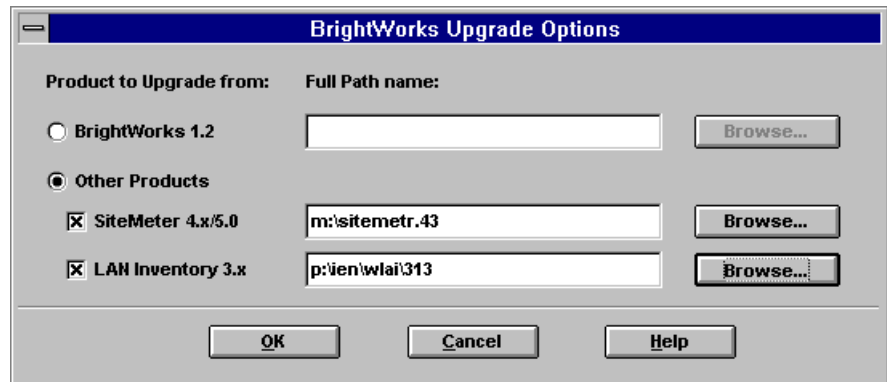 BrightWorks Upgrade Options
Product to Upgrade from: Full Path name:
BrightWorks 1.2 Browse...
Other Products
SiteMeter 4.x/5.0 m:\sitemetr.43 Browse...
LAN Inventory 3.x p:\ien\wlai\313 Browse...
OK Cancel Help